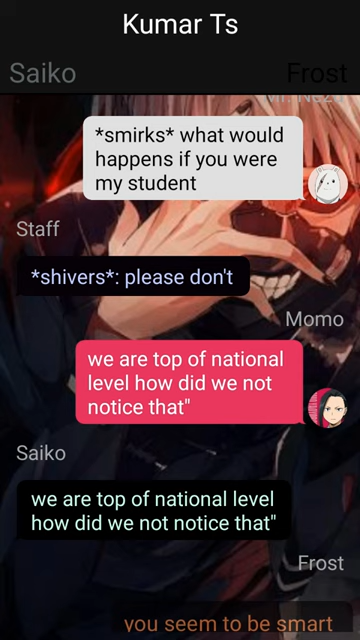 Kumar Ts
Saiko
Frost
*smirks* what would
happens if you were
my student
Staff
*shivers*: please don't
Momo
we are top of national
level how did we not
notice that"
Saiko
we are top of national level
how did we not notice that"
Frost
you seem to be smart